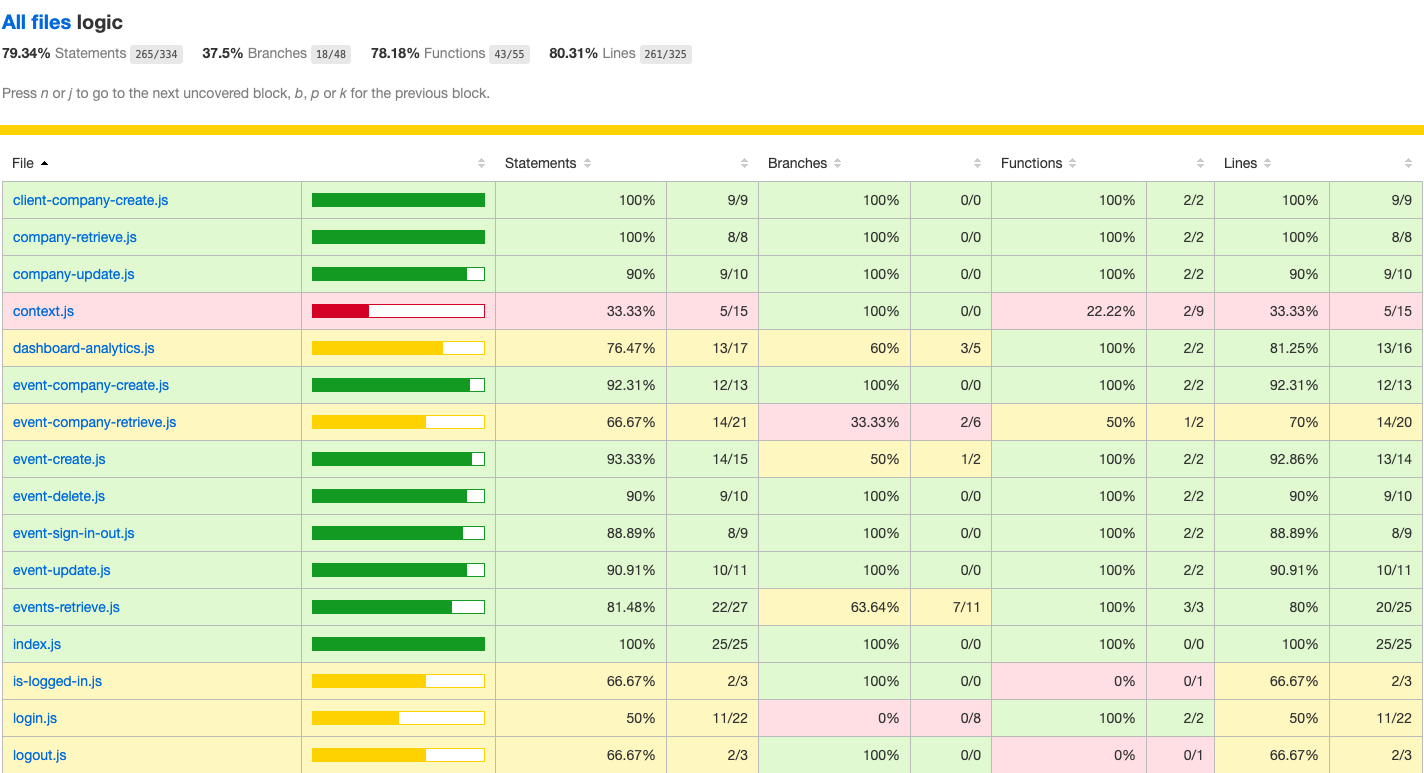 All files logic
79.34% Statements 265/334 37.5% Branches 18/48 78.18% Functions 43/55 80.31% Lines 261/325
Press n or j to go to the next uncovered block, b, p or k for the previous block.
File Statements Branches Functions Lines
client-company-create.js 100% 9/9 100% 0/0 100% 2/2 100% 9/9
company-retrieve.js 100% 8/8 100% 0/0 100% 2/2 100% 8/8
company-update.js 90% 9/10 100% 0/0 100% 2/2 90% 9/10
context.js 33.33% 5/15 100% 0/0 22.22% 2/9 33.33% 5/15
dashboard-analytics.js 76.47% 13/17 60% 3/5 100% 2/2 81.25% 13/16
event-company-create.js 92.31% 12/13 100% 0/0 100% 2/2 92.31% 12/13
event-company-retrieve.js 66.67% 14/21 33.33% 2/6 50% 1/2 70% 14/20
event-create.js 93.33% 14/15 50% 1/2 100% 2/2 92.86% 13/14
event-delete.js 90% 9/10 100% 0/0 100% 2/2 90% 9/10
event-sign-in-out.js 88.89% 8/9 100% 0/0 100% 2/2 88.89% 8/9
event-update.js 90.91% 10/11 100% 0/0 100% 2/2 90.91% 10/11
events-retrieve.js 81.48% 22/27 63.64% 7/11 100% 3/3 80% 20/25
index.js 100% 25/25 100% 0/0 100% 0/0 100% 25/25
is-logged-in.js 66.67% 2/3 100% 0/0 0% 0/1 66.67% 2/3
login.js 50% 11/22 0% 0/8 100% 2/2 50% 11/22
logout.js 66.67% 2/3 100% 0/0 0% 0/1 66.67% 2/3